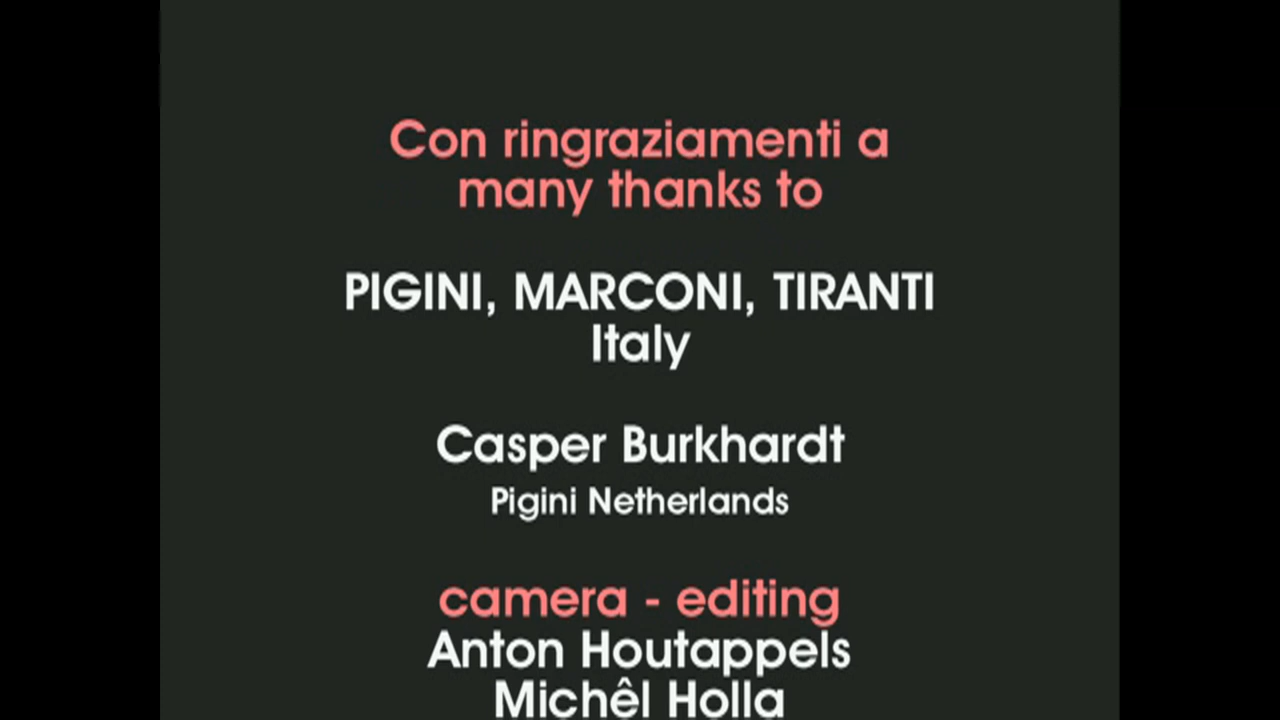 Con ringraziamenti a
many thanks to
PIGINI, MARCONI, TIRANTI
Italy
Casper Burkhardt
Pigini Netherlands
camera - editing
Anton Houtappels
Michêl Holla